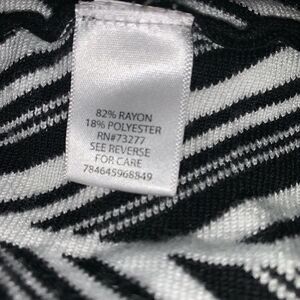 82% RAYON
18% POLYESTER
RN#73277
SEE REVERSE
FOR CARE
784645968849